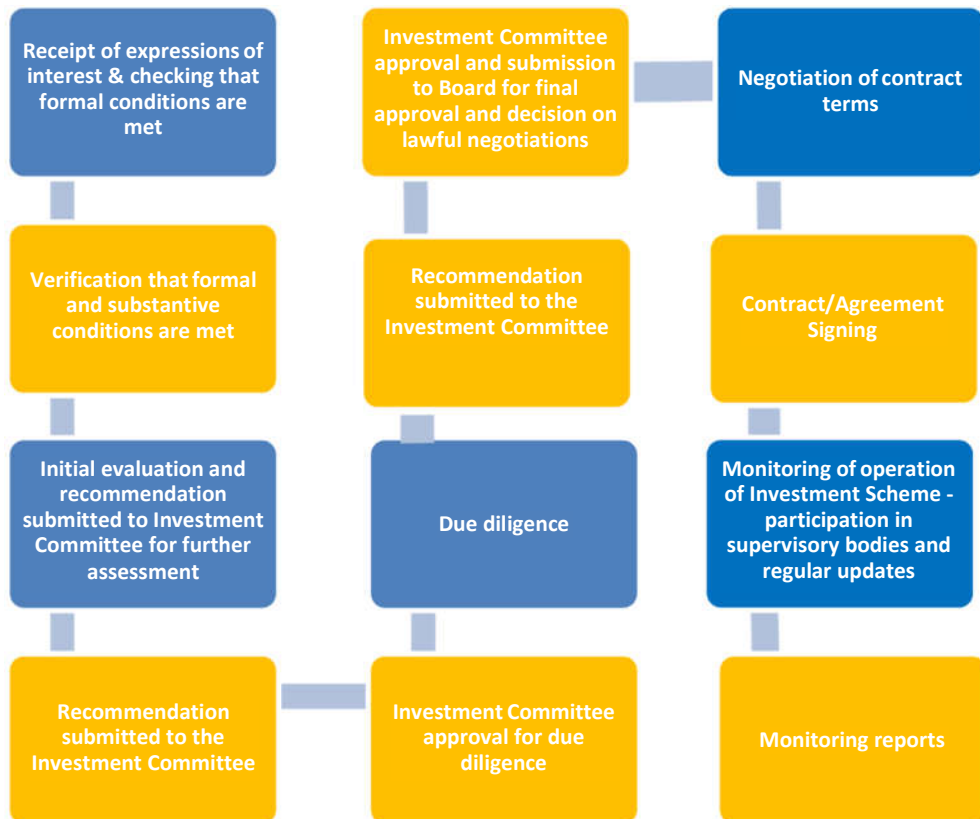 Receipt of expressions of
interest & checking that
formal conditions are
met
Verification that formal
and substantive
conditions are met
Initial evaluation and
recommendation
submitted to Investment
Committee for further
assessment
Recommendation
submitted to the
Investment Committee
Investment Committee
approval for due
diligence
Due diligence
Recommendation
submitted to the
Investment Committee
Investment Committee
approval and submission
to Board for final
approval and decision on
lawful negotiations
Negotiation of contract
terms
Contract/Agreement
Signing
Monitoring of operation
of Investment Scheme -
participation in
supervisory bodies and
regular updates
Monitoring reports